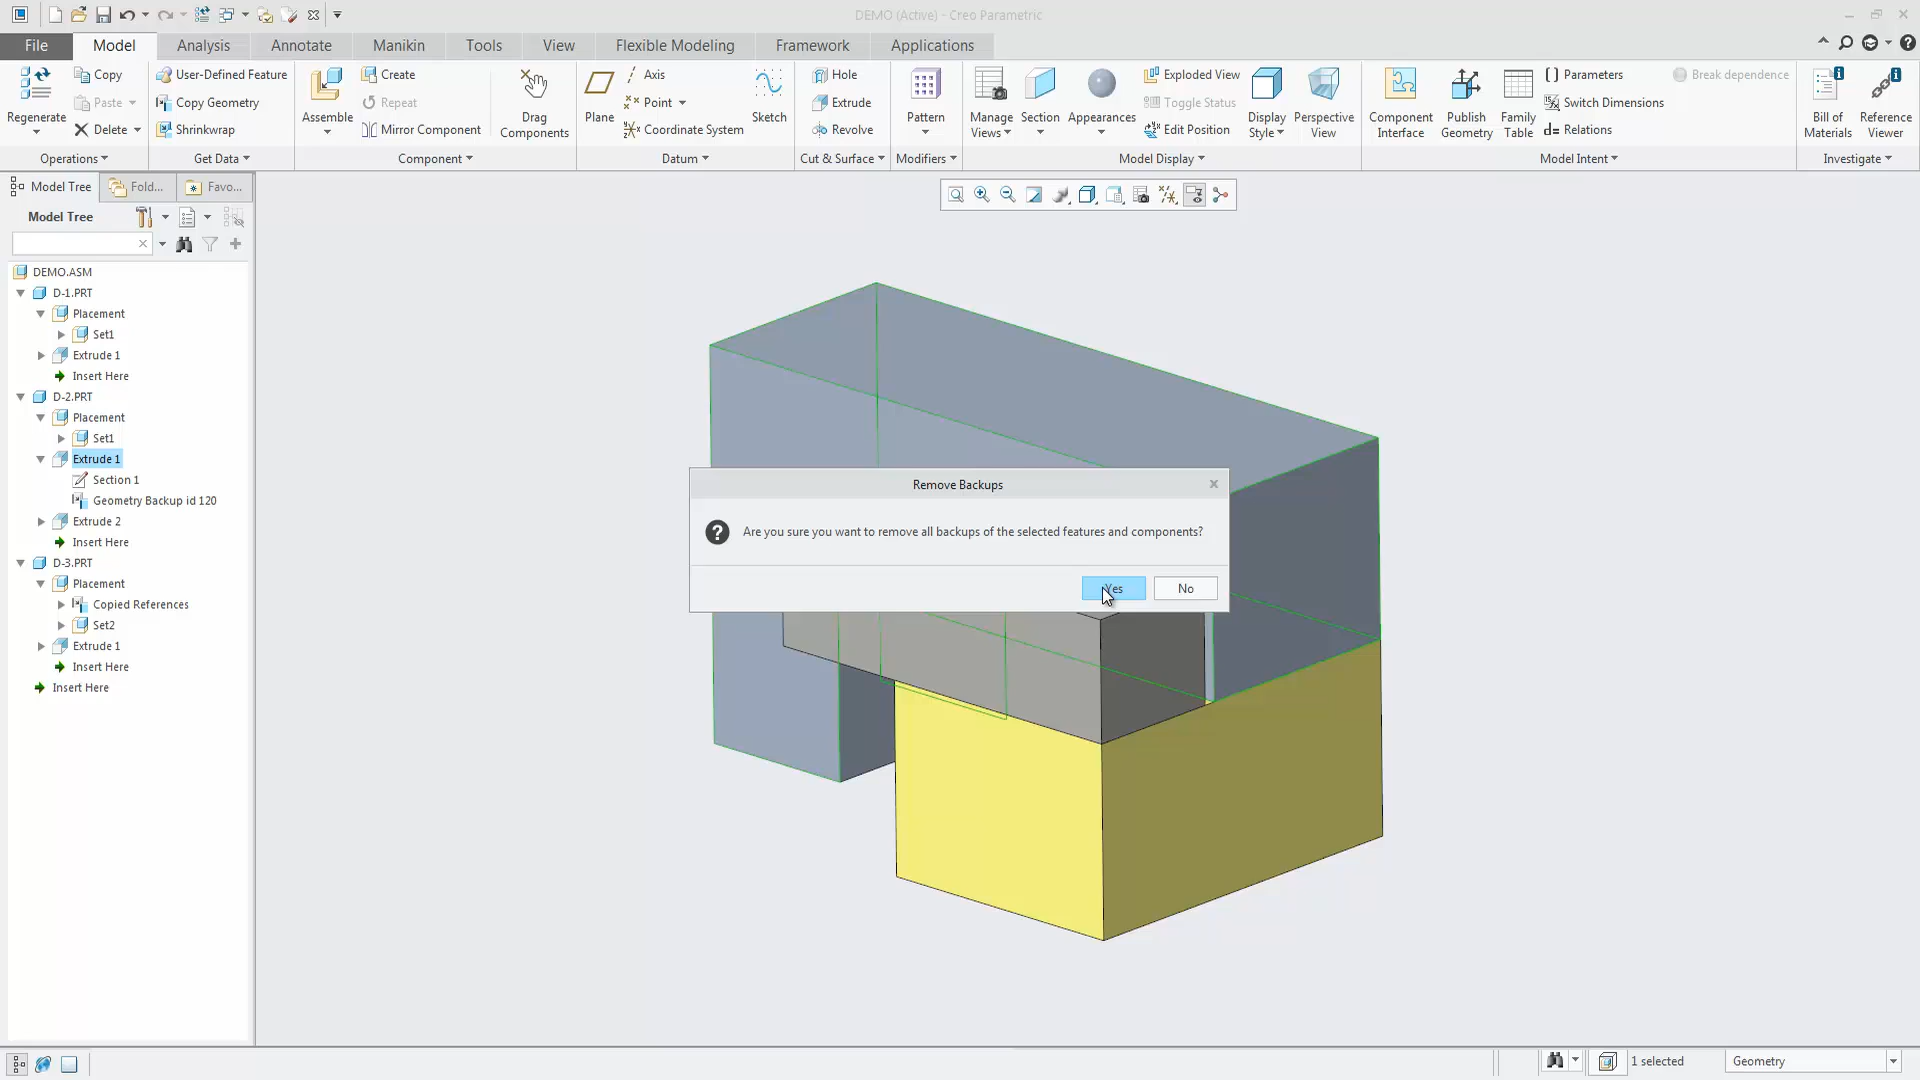 DEMO (Active) - Creo Parametric
File
Model
Analysis
Annotate
Manikin
Tools
View
Flexible Modeling
Framework
Applications
Regenerate
Copy
Paste
Delete
Operations
User-Defined Feature
Copy Geometry
Shrinkwrap
Get Data
Assemble
Create
Repeat
Mirror Component
Component
Drag
Components
Plane
Axis
Point
Coordinate System
Sketch
Datum
Hole
Extrude
Revolve
Cut & Surface
Pattern
Modifiers
Manage
Views
Section
Appearances
Exploded View
Toggle Status
Edit Position
Display
Style
Perspective
View
Model Display
Component
Interface
Publish
Geometry
Family
Table
Parameters
Switch Dimensions
d= Relations
Model Intent
Break dependence
Bill of
Materials
Reference
Viewer
Investigate
Model Tree
Fold...
Favo...
Model Tree
DEMO.ASM
D-1.PRT
Placement
Set1
Extrude 1
Insert Here
D-2.PRT
Placement
Set1
Extrude 1
Section 1
Geometry Backup id 120
Extrude 2
Insert Here
D-3.PRT
Placement
Copied References
Set2
Extrude 1
Insert Here
Insert Here
Remove Backups
Are you sure you want to remove all backups of the selected features and components?
Yes
No
1 selected
Geometry